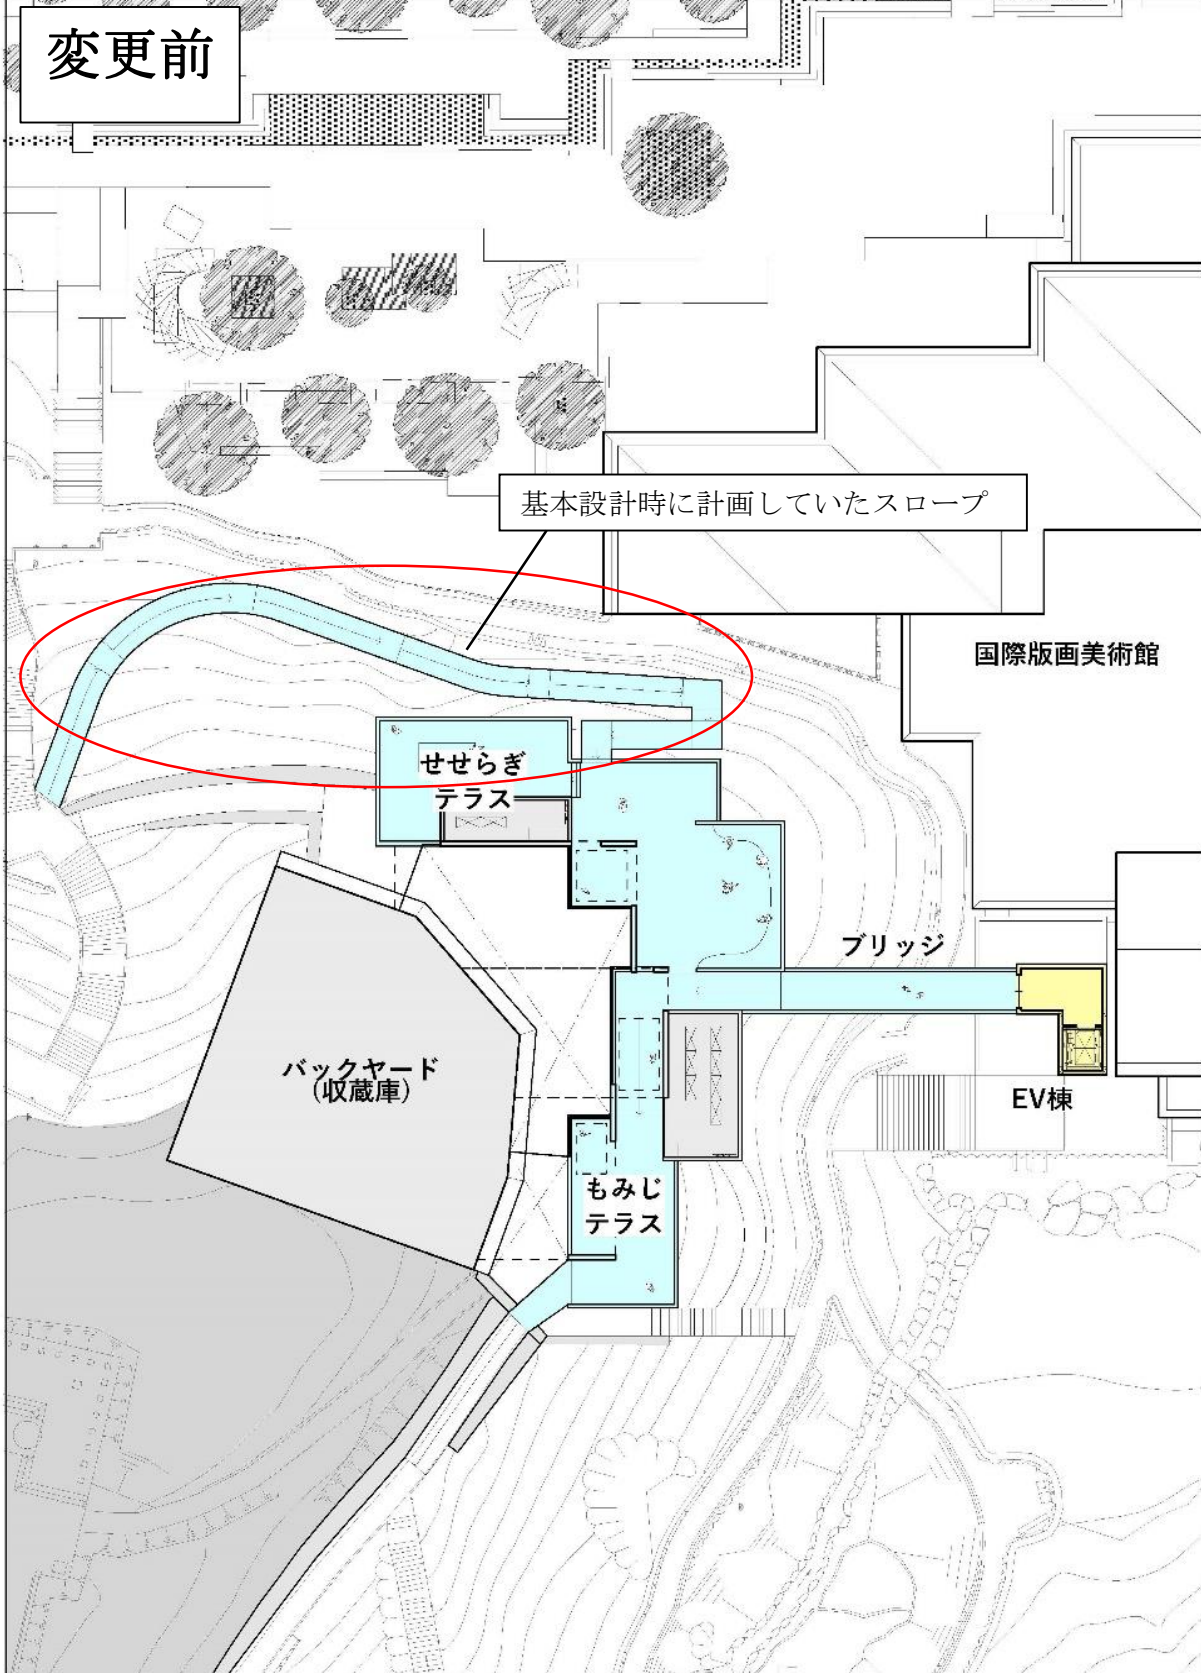 変更前
基本設計時に計画していたスロープ
国際版画美術館
せせらぎ
テラス
ブリッジ
バックヤード
(収蔵庫)
EV棟
もみじ
テラス